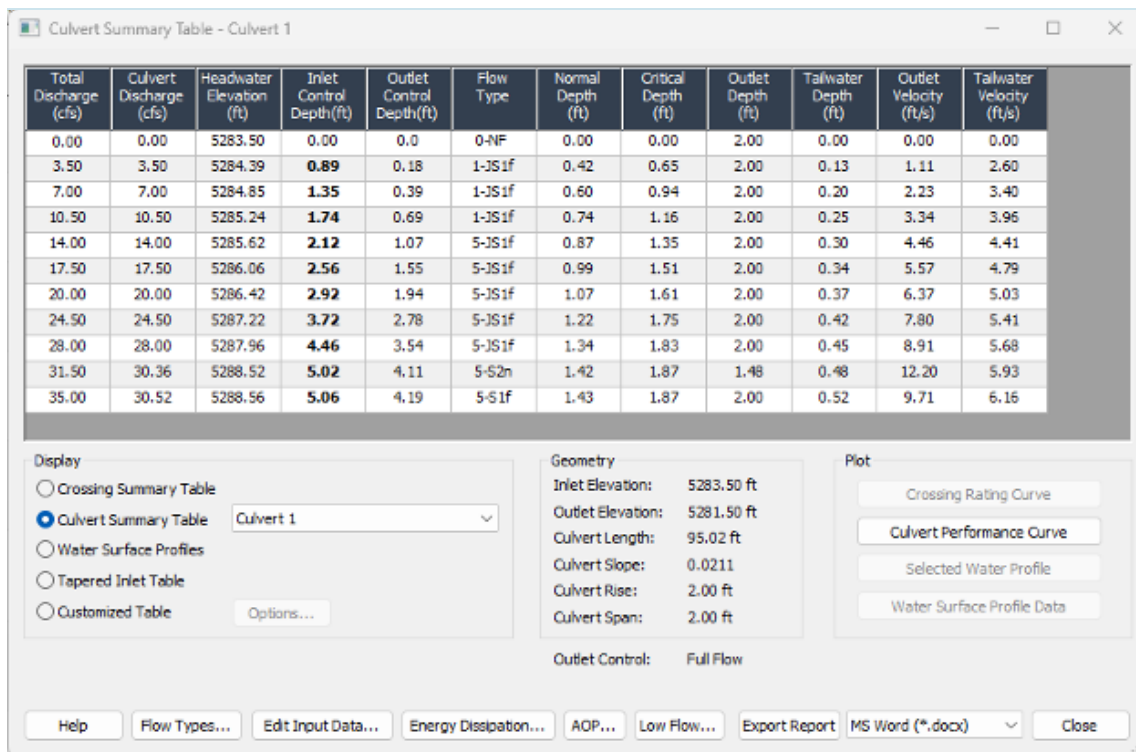 Culvert Summary Table - Culvert 1
Total Discharge (cfs) Culvert Discharge (cfs) Headwater Elevation (ft) Inlet Control Depth(ft) Outlet Control Depth(ft) Flow Type Normal Depth (ft) Critical Depth (ft) Outlet Depth (ft) Tailwater Depth (ft) Outlet Velocity (ft/s) Tailwater Velocity (ft/s)
0.00 0.00 5283.50 0.00 0.0 0-NF 0.00 0.00 2.00 0.00 0.00 0.00
3.50 3.50 5284.39 0.89 0.18 1-JS1f 0.42 0.65 2.00 0.13 1.11 2.60
7.00 7.00 5284.85 1.35 0.39 1-JS1f 0.60 0.94 2.00 0.20 2.23 3.40
10.50 10.50 5285.24 1.74 0.69 1-JS1f 0.74 1.16 2.00 0.25 3.34 3.96
14.00 14.00 5285.62 2.12 1.07 5-JS1f 0.87 1.35 2.00 0.30 4.46 4.41
17.50 17.50 5286.06 2.56 1.55 5-JS1f 0.99 1.51 2.00 0.34 5.57 4.79
20.00 20.00 5286.42 2.92 1.94 5-JS1f 1.07 1.61 2.00 0.37 6.37 5.03
24.50 24.50 5287.22 3.72 2.78 5-JS1f 1.22 1.75 2.00 0.42 7.80 5.41
28.00 28.00 5287.96 4.46 3.54 5-JS1f 1.34 1.83 2.00 0.45 8.91 5.68
31.50 30.36 5288.52 5.02 4.11 5-S2n 1.42 1.87 1.48 0.48 12.20 5.93
35.00 30.52 5288.56 5.06 4.19 5-S1f 1.43 1.87 2.00 0.52 9.71 6.16
Display
Crossing Summary Table
Culvert Summary Table Culvert 1
Water Surface Profiles
Tapered Inlet Table
Customized Table Options...
Geometry
Inlet Elevation: 5283.50 ft
Outlet Elevation: 5281.50 ft
Culvert Length: 95.02 ft
Culvert Slope: 0.0211
Culvert Rise: 2.00 ft
Culvert Span: 2.00 ft
Outlet Control: Full Flow
Plot
Crossing Rating Curve
Culvert Performance Curve
Selected Water Profile
Water Surface Profile Data
Help Flow Types... Edit Input Data... Energy Dissipation... AOP... Low Flow... Export Report MS Word (*.docx) Close